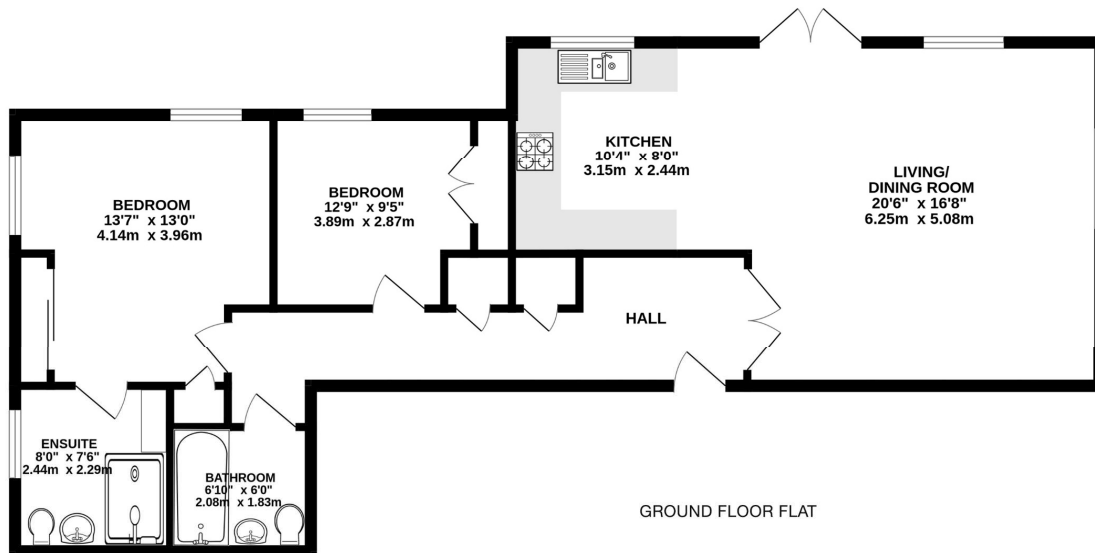 KITCHEN
10'4" x 8'0"
3.15m x 2.44m
LIVING/
DINING ROOM
20'6" x 16'8"
6.25m x 5.08m
BEDROOM
13'7" x 13'0"
4.14m x 3.96m
BEDROOM
12'9" x 9'5"
3.89m x 2.87m
HALL
ENSUITE
8'0" x 7'6"
2.44m x 2.29m
BATHROOM
6'10" x 6'0"
2.08m x 1.83m
GROUND FLOOR FLAT